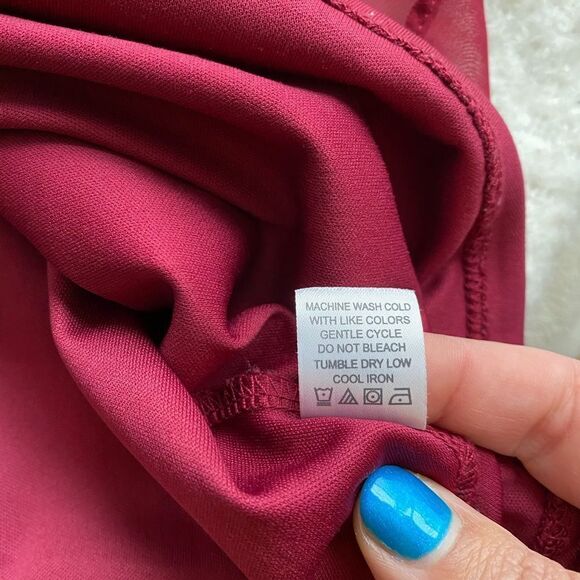 MACHINE WASH COLD
WITH LIKE COLORS
GENTLE CYCLE
DO NOT BLEACH
TUMBLE DRY LOW
COOL IRON